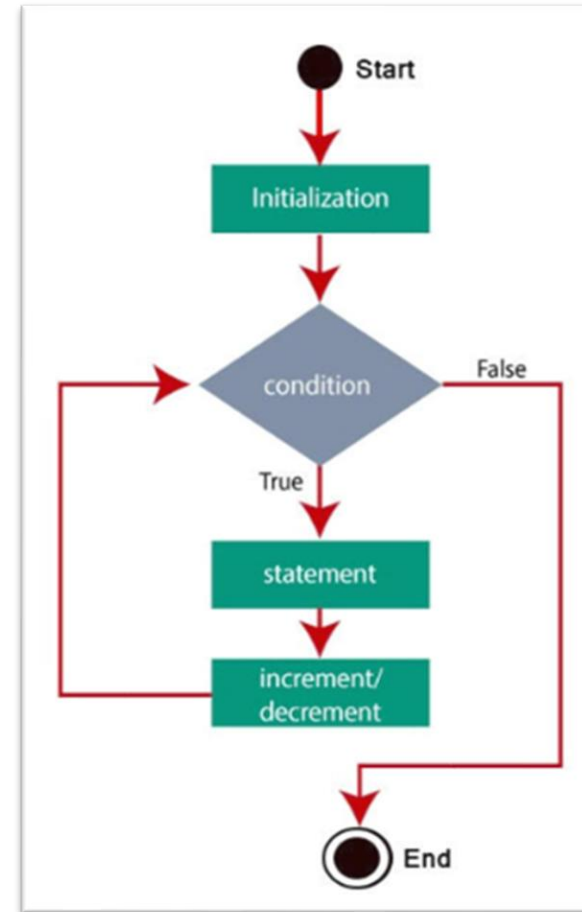 Start
Initialization
condition
False
True
statement
increment/
decrement
End